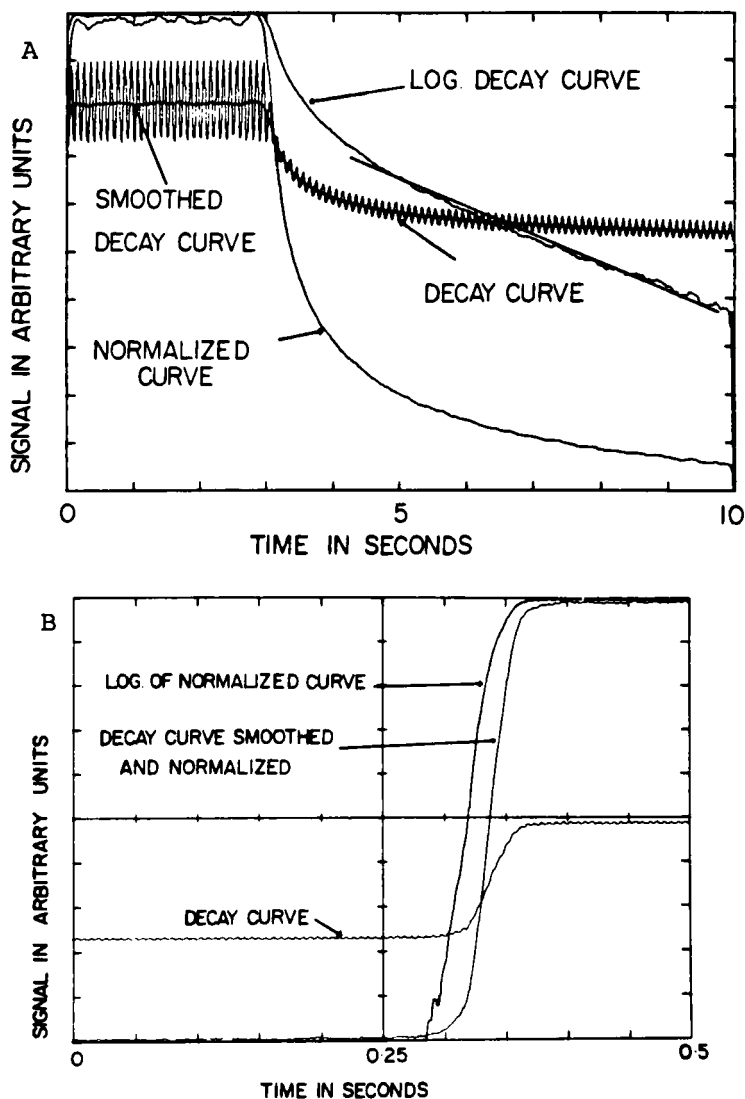 A
SIGNAL IN ARBITRARY UNITS
LOG. DECAY CURVE
SMOOTHED
DECAY CURVE
DECAY CURVE
NORMALIZED
CURVE
0
5
10
TIME IN SECONDS
B
SIGNAL IN ARBITRARY UNITS
LOG. OF NORMALIZED CURVE
DECAY CURVE SMOOTHED
AND NORMALIZED
DECAY CURVE
0
0·25
0·5
TIME IN SECONDS